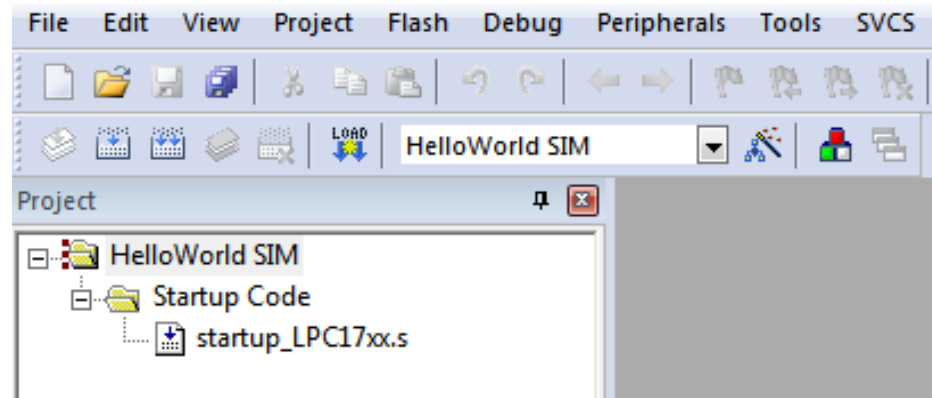 File Edit View Project Flash Debug Peripherals Tools SVCS
LOAD HelloWorld SIM
Project
HelloWorld SIM
Startup Code
startup_LPC17xx.s